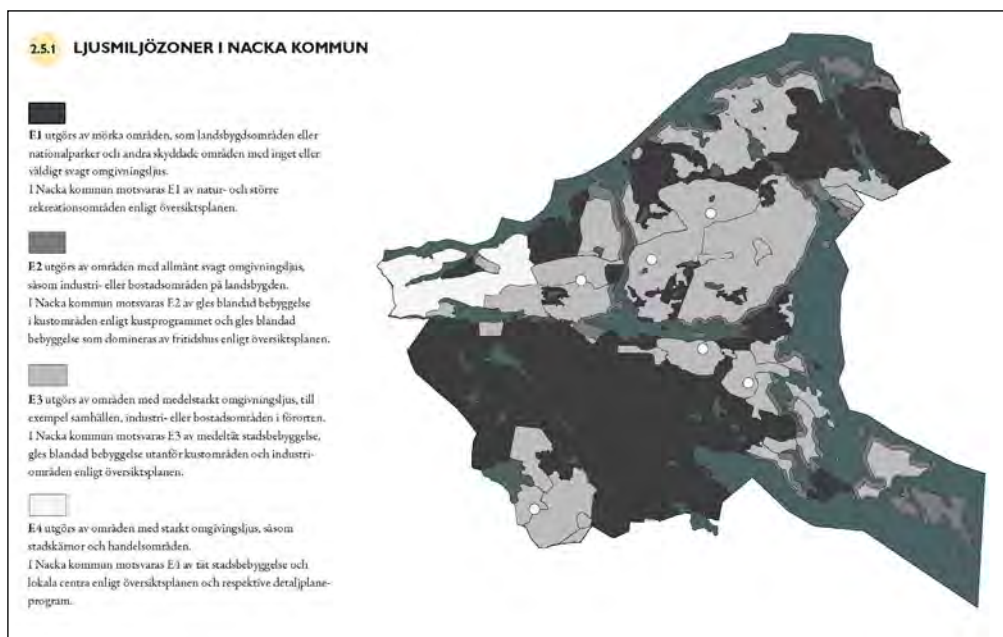 2.5.1 LJUSMILJÖZONER I NACKA KOMMUN
E1 utgörs av mörka områden, som landsbygdsområden eller
nationalparker och andra skyddade områden med inget eller
väldigt svagt omgivningsljus.
I Nacka kommun motsvaras E1 av natur- och större
rekreationsområden enligt översiktsplanen.
E2 utgörs av områden med allmänt svagt omgivningsljus,
såsom industri- eller bostadsområden på landsbygden.
I Nacka kommun motsvaras E2 av gles blandad bebyggelse
i kustområden enligt kustprogrammet och gles blandad
bebyggelse som domineras av fritidshus enligt översiktsplanen.
E3 utgörs av områden med medelstarkt omgivningsljus, till
exempel samhällen, industri- eller bostadsområden i förorten.
I Nacka kommun motsvaras E3 av medeltät stadsbebyggelse,
gles blandad bebyggelse utanför kustområden och industri-
områden enligt översiktsplanen.
E4 utgörs av områden med starkt omgivingsljus, såsom
stadskärnor och handelsområden.
I Nacka kommun motsvaras E4 av tät stadsbebyggelse och
lokala centra enligt översiktsplanen och respektive detaljplane-
program.